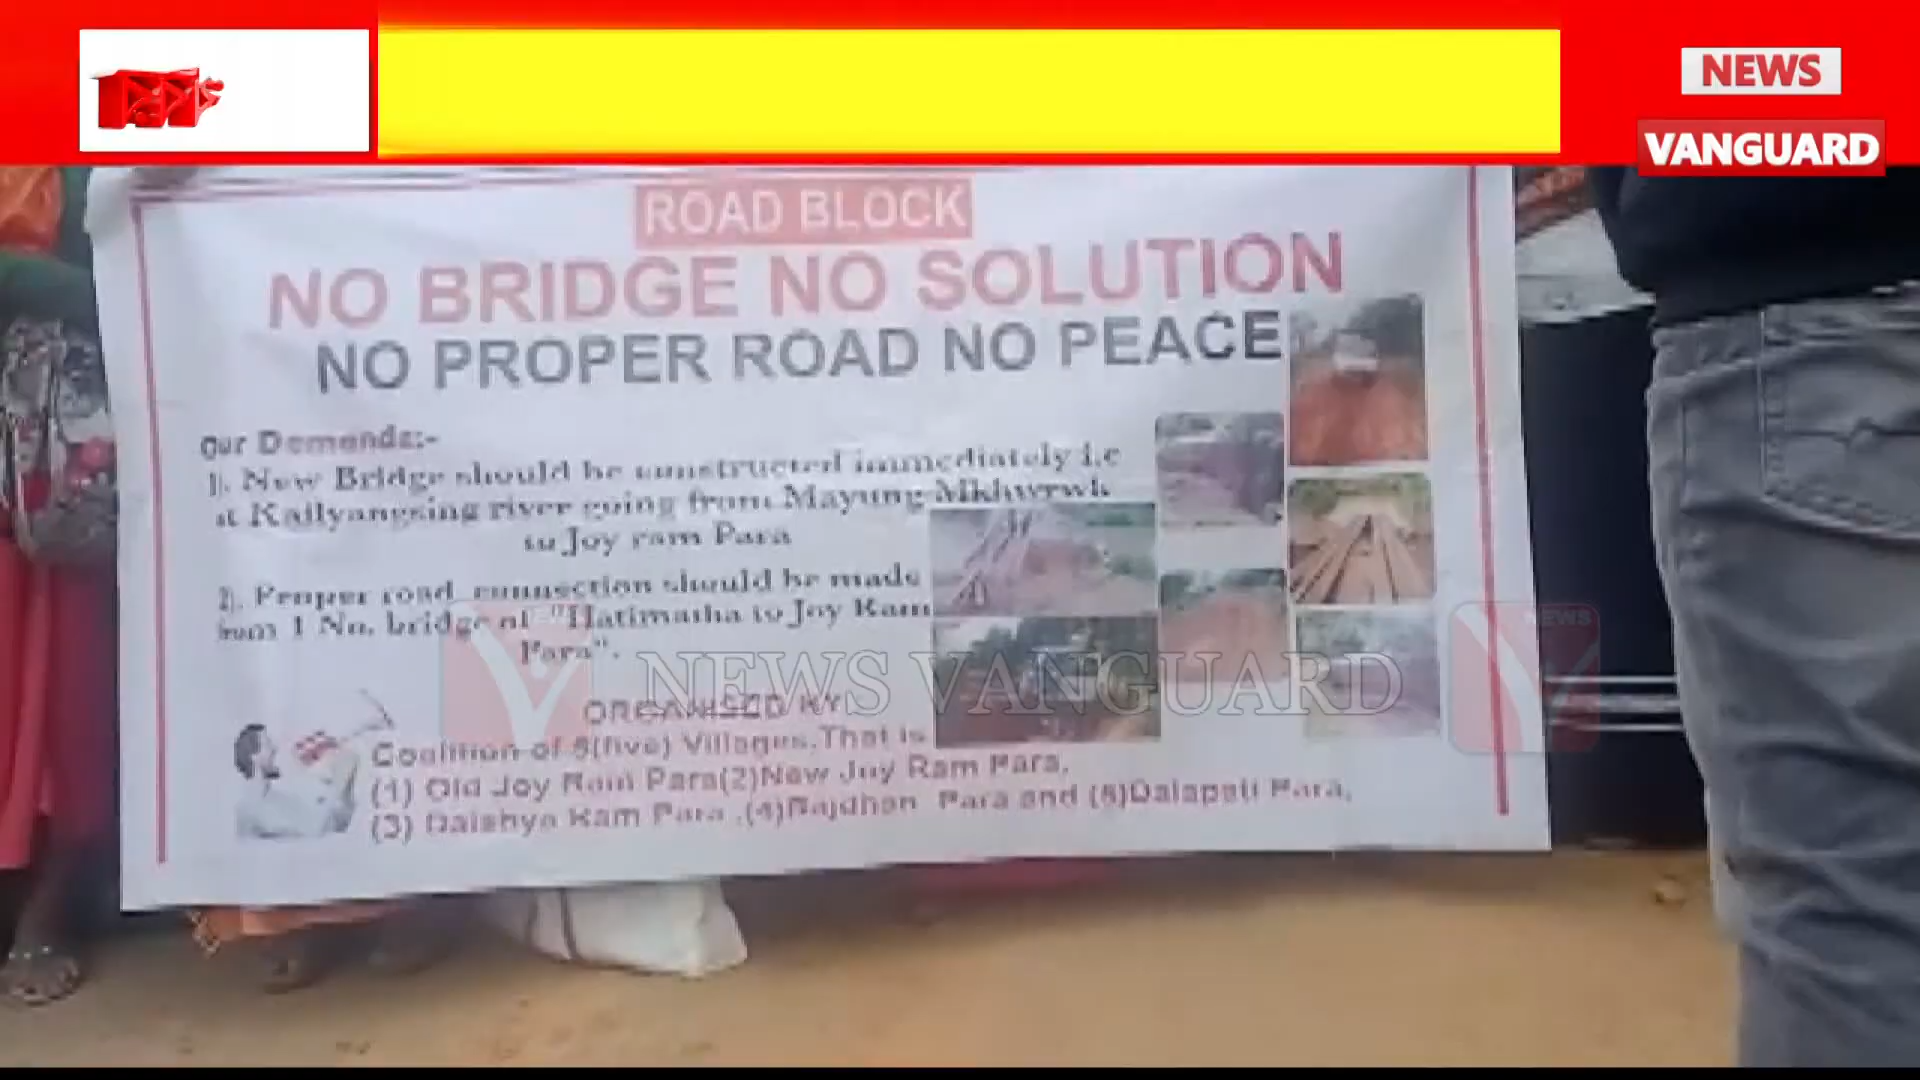 NEWS
VANGUARD
ROAD BLOCK
NO BRIDGE NO SOLUTION
NO PROPER ROAD NO PEACE
Our Demands:-
1). New Bridge should be constructed immediately i.e
at Kailyangsing river going from Mayung Mkhwrwk
to Joy ram Para
2). Proper road connection should be made
from 1 No. bridge of "Hatimatha to Joy Ram
Para".
NEWS VANGUARD
NEWS
ORGANISED BY
Coalition of 5(five) Villages,That is
(1) Old Joy Ram Para(2)New Joy Ram Para,
(3) Daishya Ram Para ,(4)Rajdhan Para and (5)Dalapati Para,